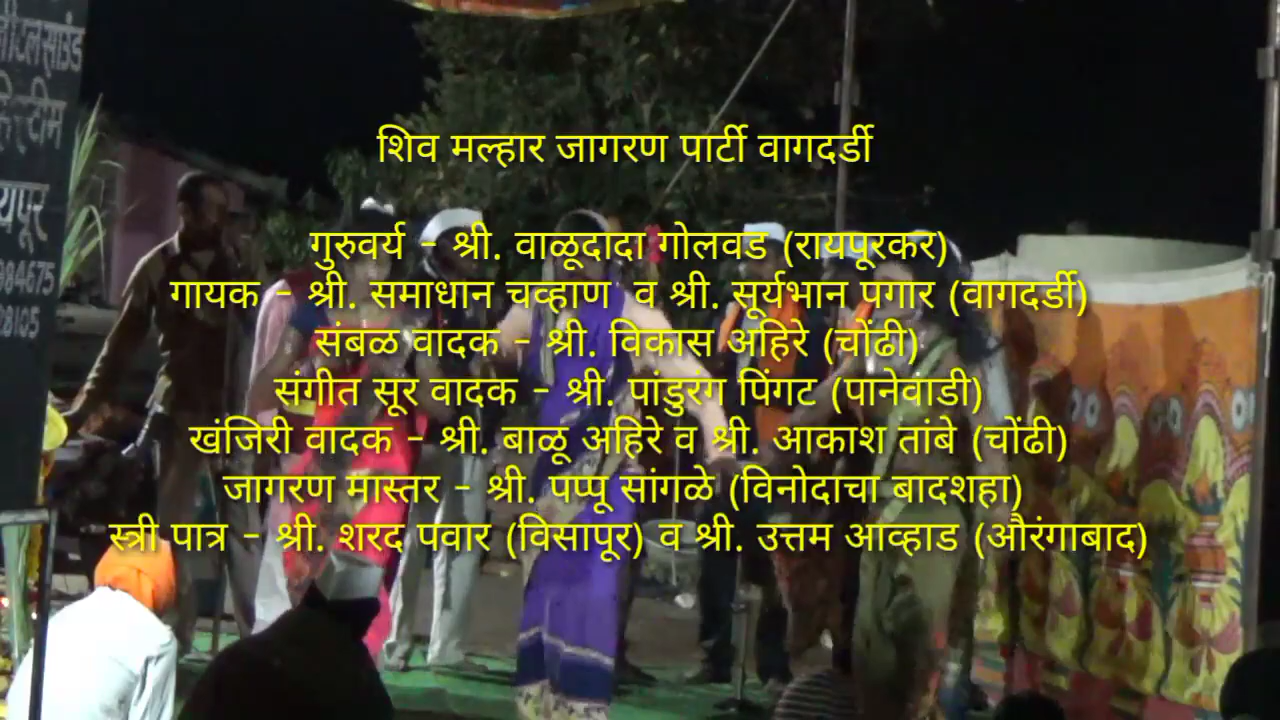 शिव मल्हार जागरण पार्टी वागदर्डी
गुरुवर्य - श्री. वाळूदादा गोलवड (रायपूरकर)
गायक - श्री. समाधान चव्हाण व श्री. सूर्यभान पगार (वागदर्डी)
संबळ वादक - श्री. विकास अहिरे (चोंढी)
संगीत सूर वादक - श्री. पांडुरंग पिंगट (पानेवाडी)
खंजिरी वादक - श्री. बाळू अहिरे व श्री. आकाश तांबे (चोंढी)
जागरण मास्तर - श्री. पप्पू सांगळे (विनोदाचा बादशहा)
स्त्री पात्र - श्री. शरद पवार (विसापूर) व श्री. उत्तम आव्हाड (औरंगाबाद)